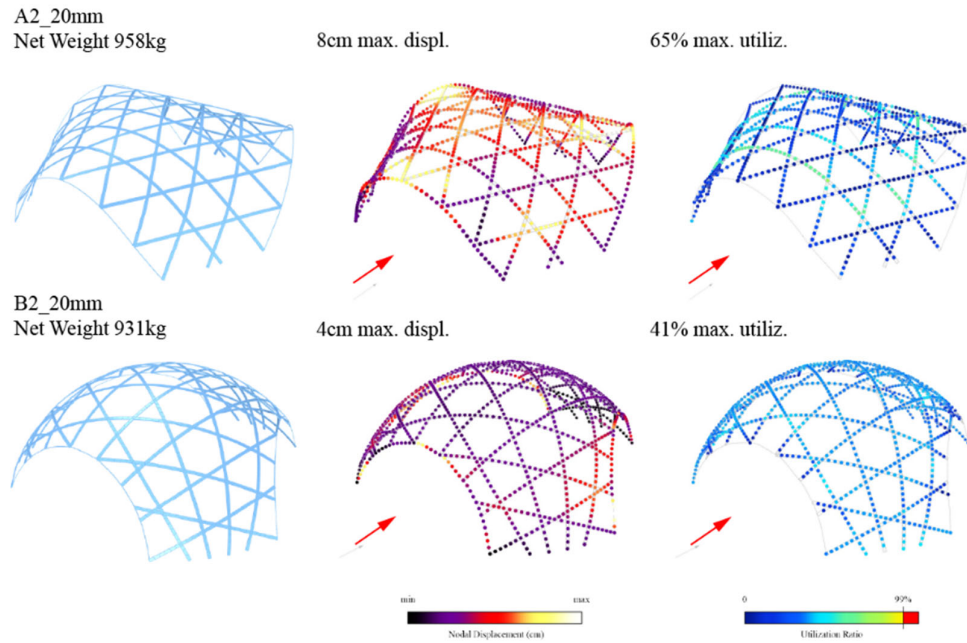 A2_20mm
Net Weight 958kg
8cm max. displ.
65% max. utiliz.
B2_20mm
Net Weight 931kg
4cm max. displ.
41% max. utiliz.
min
max
Nodal Displacement (cm)
0
99%
Utilization Ratio